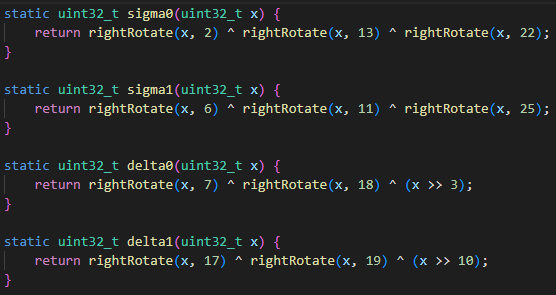 static uint32_t sigma0(uint32_t x) {
    return rightRotate(x, 2) ^ rightRotate(x, 13) ^ rightRotate(x, 22);
}
static uint32_t sigma1(uint32_t x) {
    return rightRotate(x, 6) ^ rightRotate(x, 11) ^ rightRotate(x, 25);
}
static uint32_t delta0(uint32_t x) {
    return rightRotate(x, 7) ^ rightRotate(x, 18) ^ (x >> 3);
}
static uint32_t delta1(uint32_t x) {
    return rightRotate(x, 17) ^ rightRotate(x, 19) ^ (x >> 10);
}